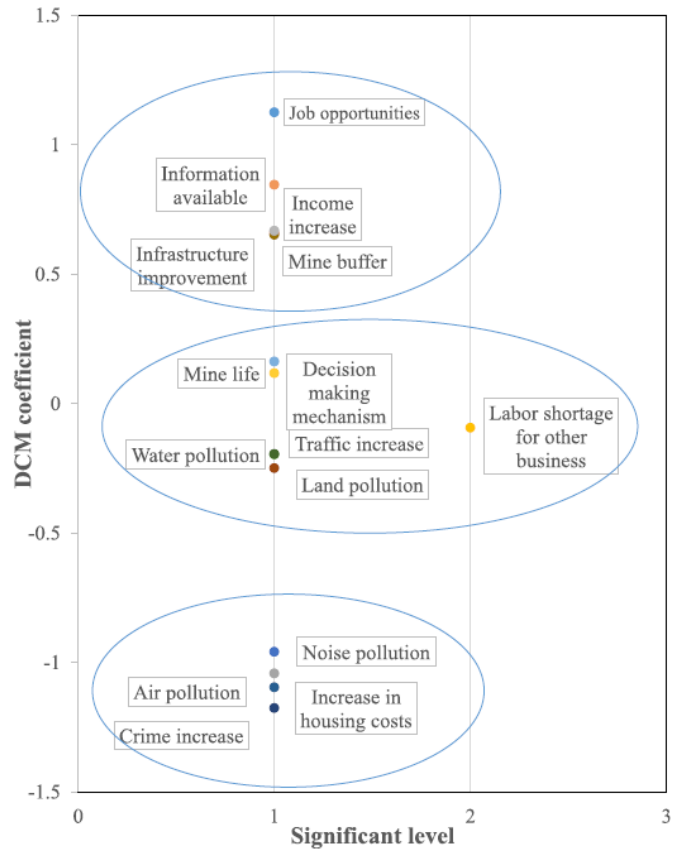 1.5
Job opportunities
1
Information
available
Income
increase
Infrastructure
improvement
Mine buffer
0.5
DCM coefficient
Mine life
Decision
making
mechanism
0
Labor shortage
for other
business
Water pollution
Traffic increase
Land pollution
-0.5
Noise pollution
-1
Air pollution
Increase in
housing costs
Crime increase
-1.5
0
1
2
3
Significant level